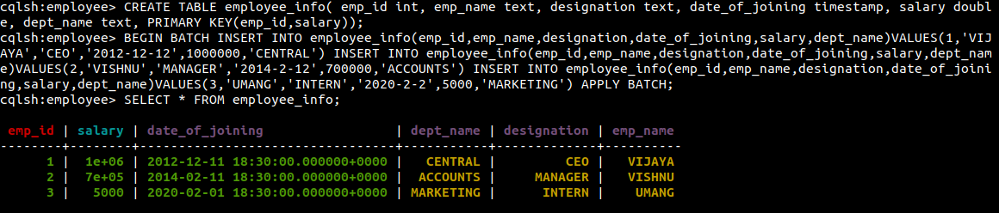 cqlsh:employee> CREATE TABLE employee_info( emp_id int, emp_name text, designation text, date_of_joining timestamp, salary doubl
e, dept_name text, PRIMARY KEY(emp_id,salary));
cqlsh:employee> BEGIN BATCH INSERT INTO employee_info(emp_id,emp_name,designation,date_of_joining,salary,dept_name)VALUES(1,'VIJ
AYA','CEO','2012-12-12',1000000,'CENTRAL') INSERT INTO employee_info(emp_id,emp_name,designation,date_of_joining,salary,dept_nam
e)VALUES(2,'VISHNU','MANAGER','2014-2-12',700000,'ACCOUNTS') INSERT INTO employee_info(emp_id,emp_name,designation,date_of_joini
ng,salary,dept_name)VALUES(3,'UMANG','INTERN','2020-2-2',5000,'MARKETING') APPLY BATCH;
cqlsh:employee> SELECT * FROM employee_info;
 emp_id | salary | date_of_joining                 | dept_name | designation | emp_name
--------+--------+---------------------------------+-----------+-------------+----------
      1 |  1e+06 | 2012-12-11 18:30:00.000000+0000 |   CENTRAL |         CEO |   VIJAYA
      2 |  7e+05 | 2014-02-11 18:30:00.000000+0000 |  ACCOUNTS |     MANAGER |   VISHNU
      3 |   5000 | 2020-02-01 18:30:00.000000+0000 | MARKETING |      INTERN |    UMANG